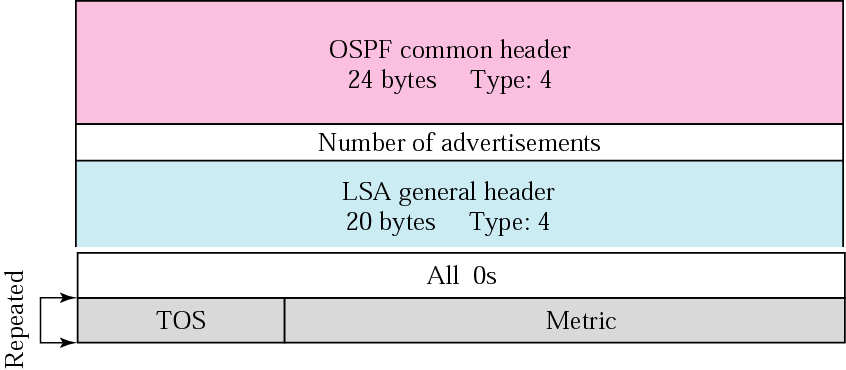 OSPF common header
24 bytes Type: 4
Number of advertisements
LSA general header
20 bytes Type: 4
All 0s
Repeated
TOS Metric